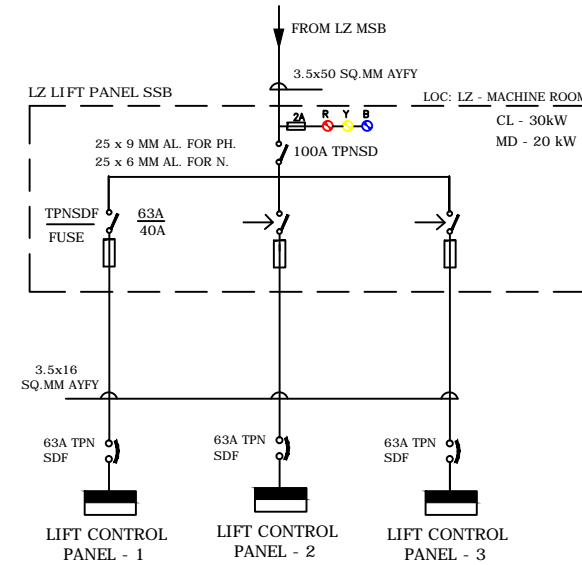 FROM LZ MSB
3.5x50 SQ.MM AYFY
LZ LIFT PANEL SSB
LOC: LZ - MACHINE ROOM
CL - 30kW
MD - 20 kW
2A
R
Y
B
25 x 9 MM AL. FOR PH.
25 x 6 MM AL. FOR N.
100A TPNSD
TPNSDF
FUSE
63A
40A
3.5x16
SQ.MM AYFY
63A TPN
SDF
63A TPN
SDF
63A TPN
SDF
LIFT CONTROL
PANEL - 1
LIFT CONTROL
PANEL - 2
LIFT CONTROL
PANEL - 3